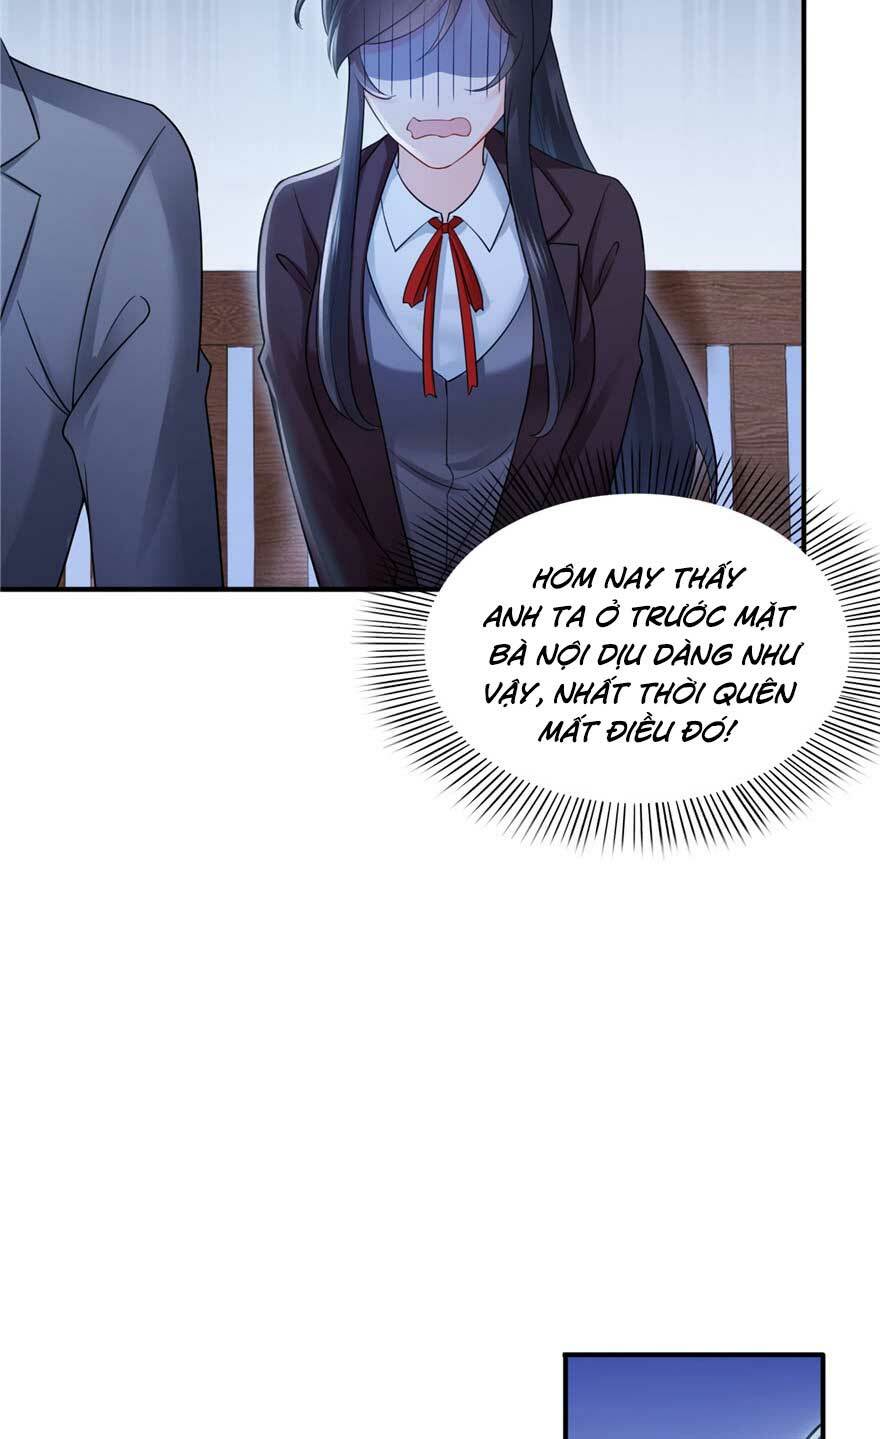 HÔM NAY THẤY
ANH TA Ở TRƯỚC MẶT
BÀ NỘI DỊU DÀNG NHƯ
VẬY, NHẤT THỜI QUÊN
MẤT ĐIỀU ĐÓ!